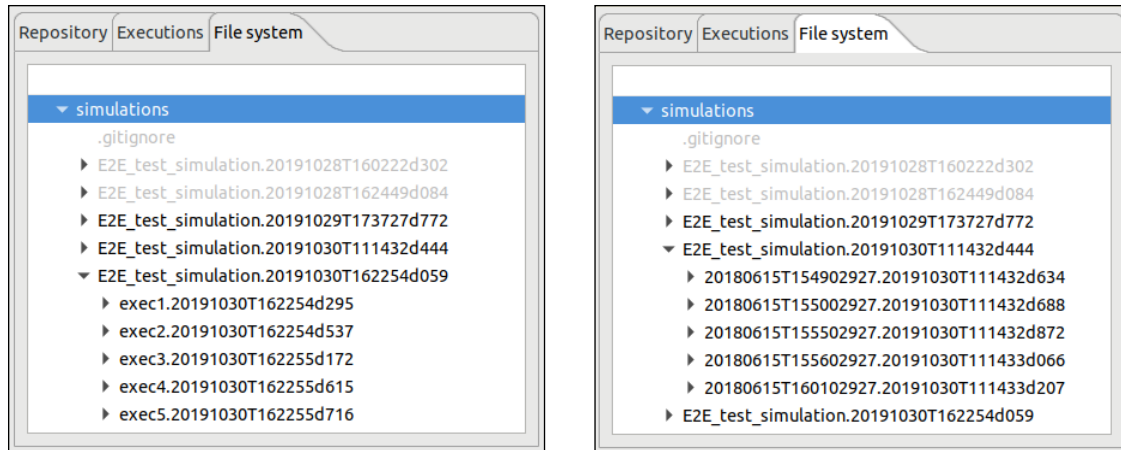 Repository Executions File system
simulations
.gitignore
E2E_test_simulation.20191028T160222d302
E2E_test_simulation.20191028T162449d084
E2E_test_simulation.20191029T173727d772
E2E_test_simulation.20191030T111432d444
E2E_test_simulation.20191030T162254d059
exec1.20191030T162254d295
exec2.20191030T162254d537
exec3.20191030T162255d172
exec4.20191030T162255d615
exec5.20191030T162255d716
Repository Executions File system
simulations
.gitignore
E2E_test_simulation.20191028T160222d302
E2E_test_simulation.20191028T162449d084
E2E_test_simulation.20191029T173727d772
E2E_test_simulation.20191030T111432d444
20180615T154902927.20191030T111432d634
20180615T155002927.20191030T111432d688
20180615T155502927.20191030T111432d872
20180615T155602927.20191030T111433d066
20180615T160102927.20191030T111433d207
E2E_test_simulation.20191030T162254d059